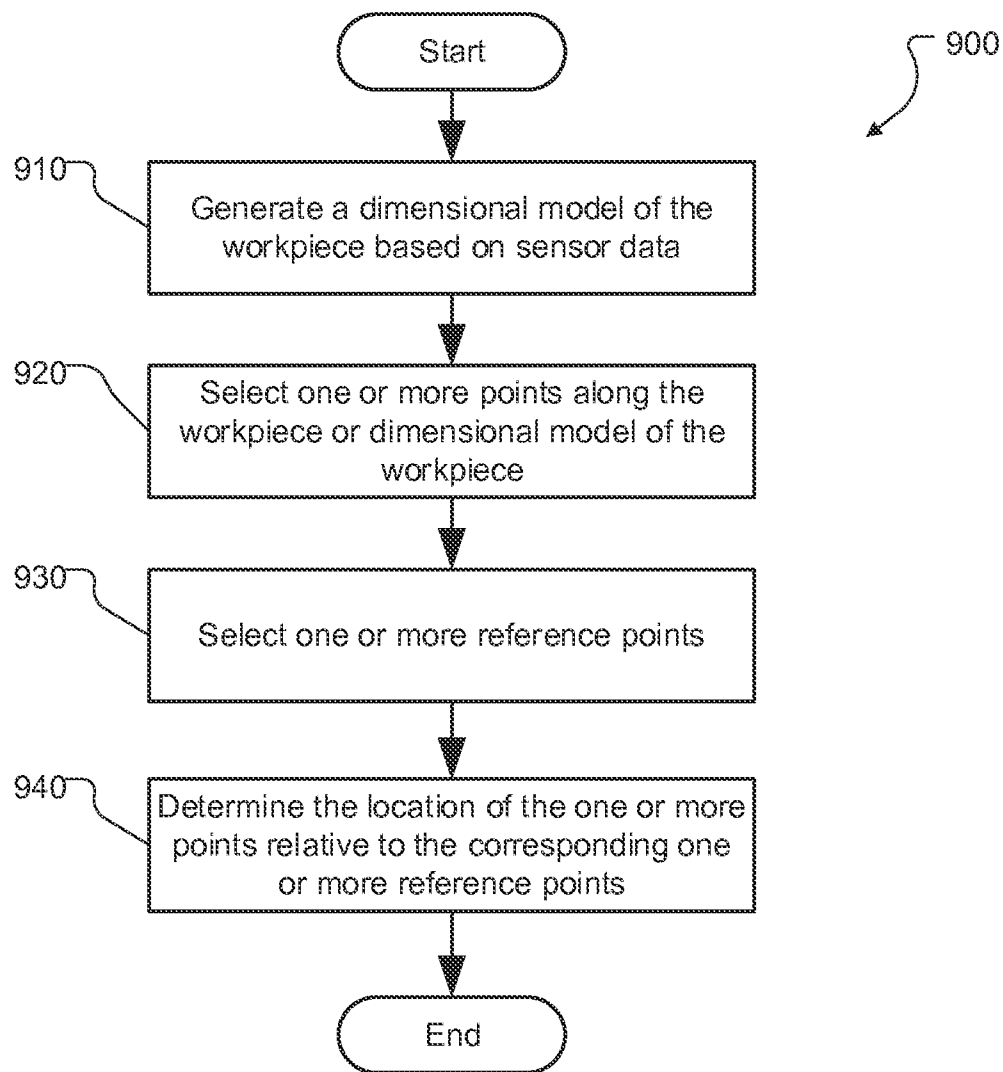 Start
900
910
Generate a dimensional model of the
workpiece based on sensor data
920
Select one or more points along the
workpiece or dimensional model of the
workpiece
930
Select one or more reference points
940
Determine the location of the one or more
points relative to the corresponding one
or more reference points
End